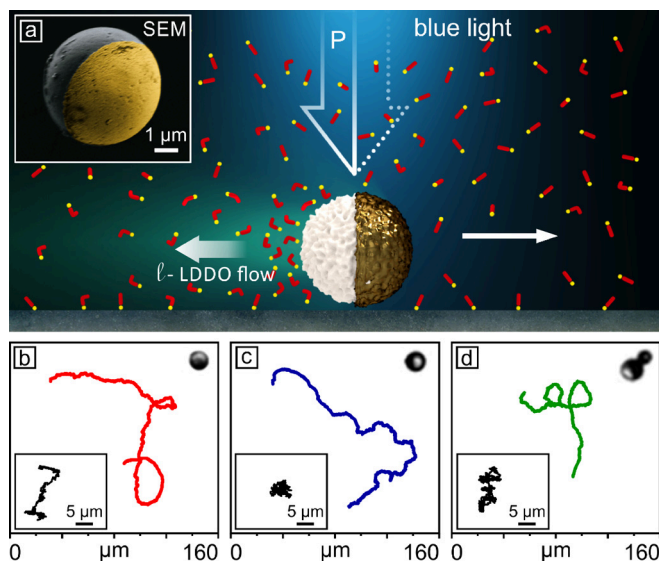 a
SEM
1 μm
P
blue light
ℓ- LDDO flow
b
5 μm
c
5 μm
d
5 μm
0
μm
160
0
μm
160
0
μm
160